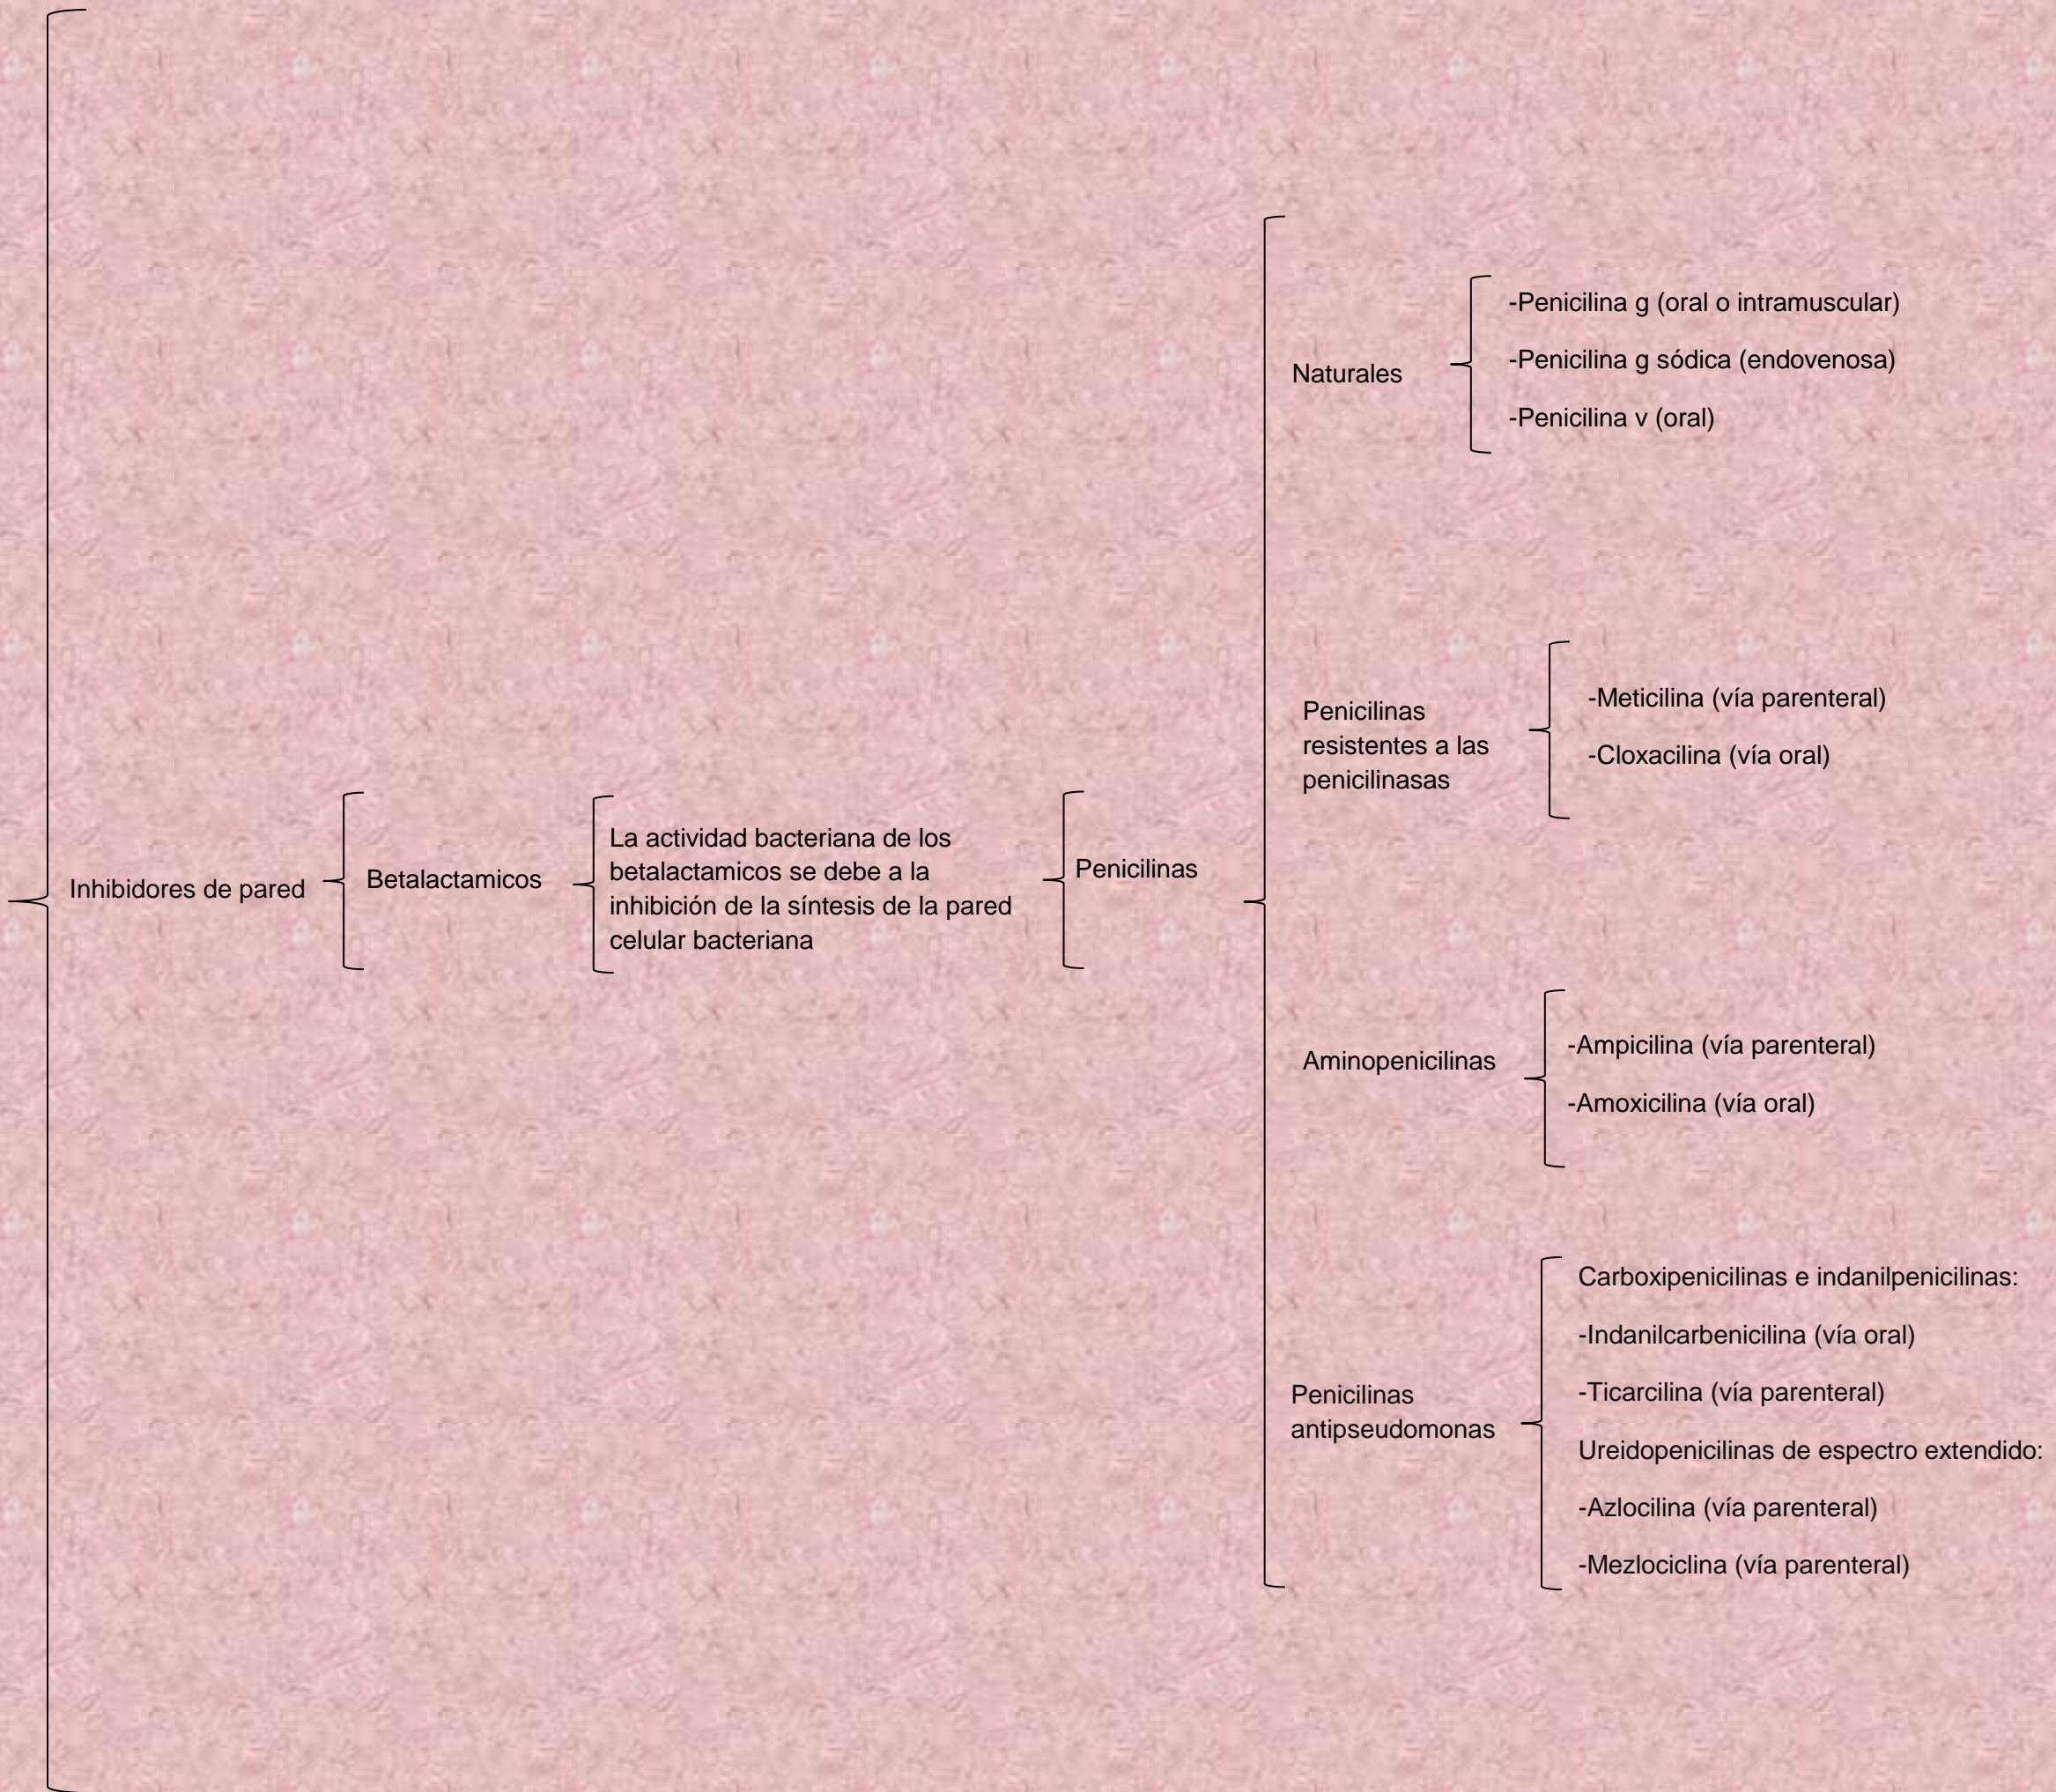 Inhibidores de pared
Betalactamicos
La actividad bacteriana de los
betalactamicos se debe a la
inhibición de la síntesis de la pared
celular bacteriana
Penicilinas
Naturales
-Penicilina g (oral o intramuscular)
-Penicilina g sódica (endovenosa)
-Penicilina v (oral)
Penicilinas
resistentes a las
penicilinasas
-Meticilina (vía parenteral)
-Cloxacilina (vía oral)
Aminopenicilinas
-Ampicilina (vía parenteral)
-Amoxicilina (vía oral)
Penicilinas
antipseudomonas
Carboxipenicilinas e indanilpenicilinas:
-Indanilcarbenicilina (vía oral)
-Ticarcilina (vía parenteral)
Ureidopenicilinas de espectro extendido:
-Azlocilina (vía parenteral)
-Mezlociclina (vía parenteral)